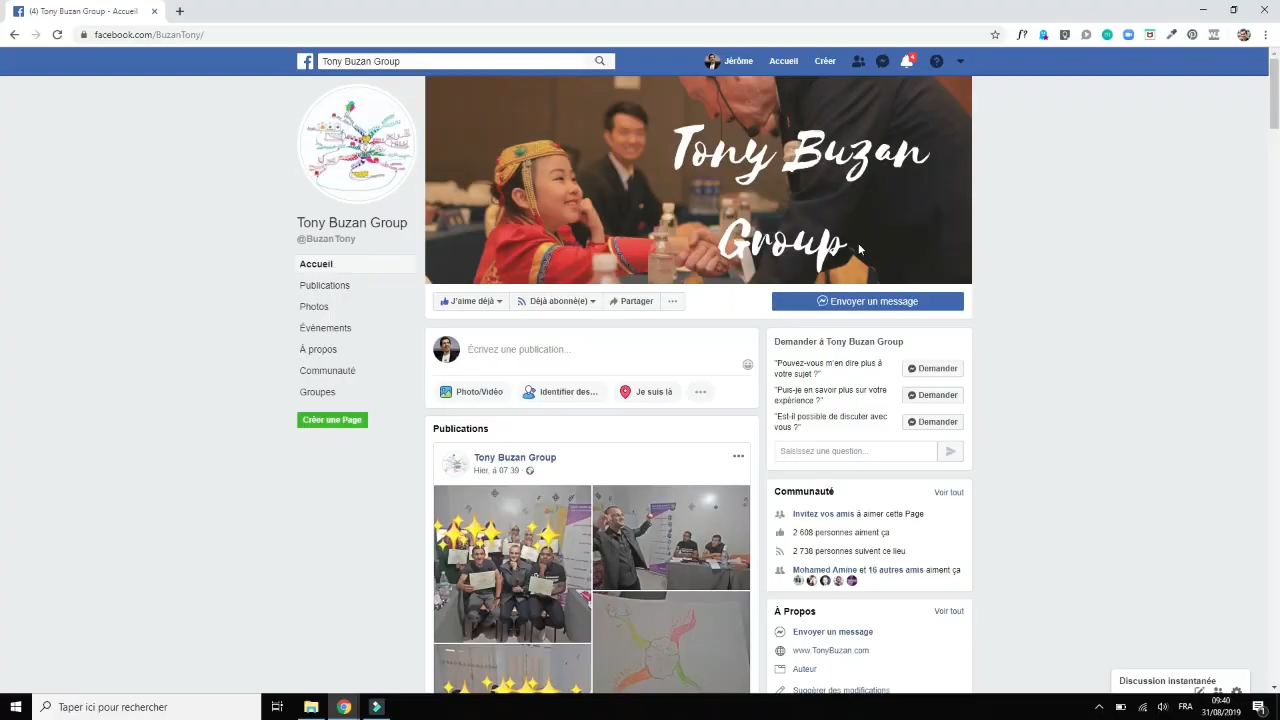 (4) Tony Buzan Group - Accueil
facebook.com/BuzanTony/
Tony Buzan Group
Jérôme
Accueil
Créer
4
Tony Buzan
Group
Tony Buzan Group
@BuzanTony
Accueil
Publications
Photos
Événements
À propos
Communauté
Groupes
Créer une Page
J'aime déjà
Déjà abonné(e)
Partager
Envoyer un message
Écrivez une publication...
Photo/Vidéo
Identifier des...
Je suis là
Publications
Tony Buzan Group
Hier, à 07:39
Demander à Tony Buzan Group
"Pouvez-vous m'en dire plus à
votre sujet ?"
Demander
"Puis-je en savoir plus sur votre
expérience ?"
Demander
"Est-il possible de discuter avec
vous ?"
Demander
Saisissez une question...
Communauté
Voir tout
Invitez vos amis à aimer cette Page
2 608 personnes aiment ça
2 738 personnes suivent ce lieu
Mohamed Amine et 16 autres amis aiment ça
À Propos
Voir tout
Envoyer un message
www.TonyBuzan.com
Auteur
Suggérer des modifications
Discussion instantanée
Taper ici pour rechercher
FRA
09:40
31/08/2019